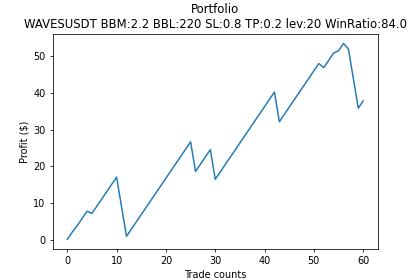 Portfolio
WAVESUSDT BBM:2.2 BBL:220 SL:0.8 TP:0.2 lev:20 WinRatio:84.0
50
40
30
20
10
0
Profit ($)
0 10 20 30 40 50 60
Trade counts